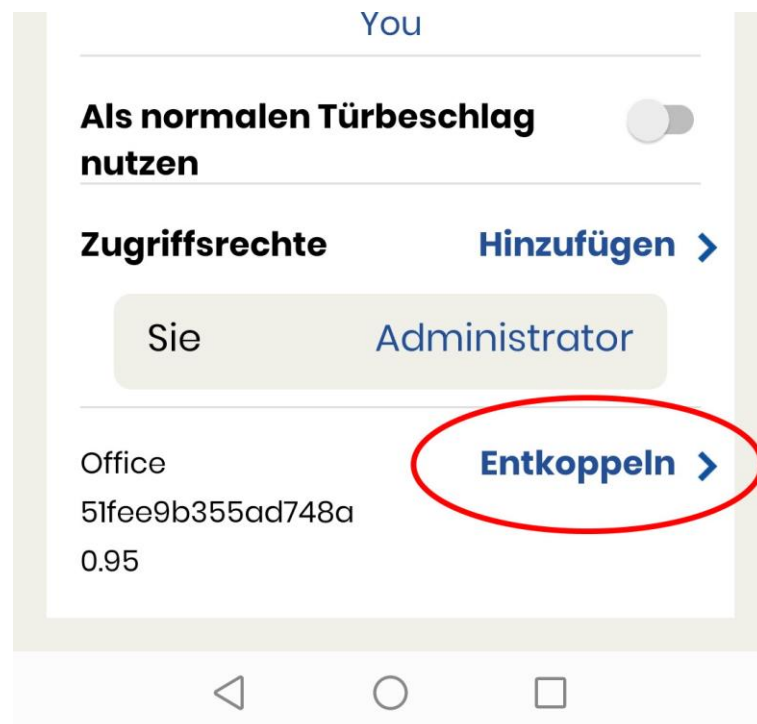 You
Als normalen Türbeschlag
nutzen
Zugriffsrechte Hinzufügen
Sie Administrator
Office Entkoppeln
51fee9b355ad748a
0.95